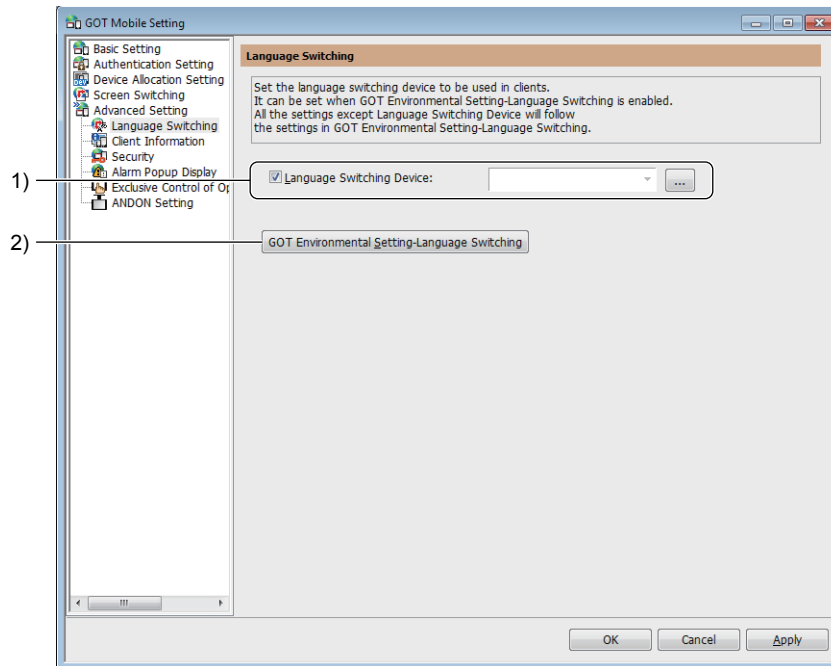 GOT Mobile Setting
Basic Setting
Authentication Setting
Device Allocation Setting
Screen Switching
Advanced Setting
Language Switching
Client Information
Security
Alarm Popup Display
Exclusive Control of Op
ANDON Setting
Language Switching
Set the language switching device to be used in clients.
It can be set when GOT Environmental Setting-Language Switching is enabled.
All the settings except Language Switching Device will follow
the settings in GOT Environmental Setting-Language Switching.
1)
Language Switching Device:
...
2)
GOT Environmental Setting-Language Switching
OK Cancel Apply